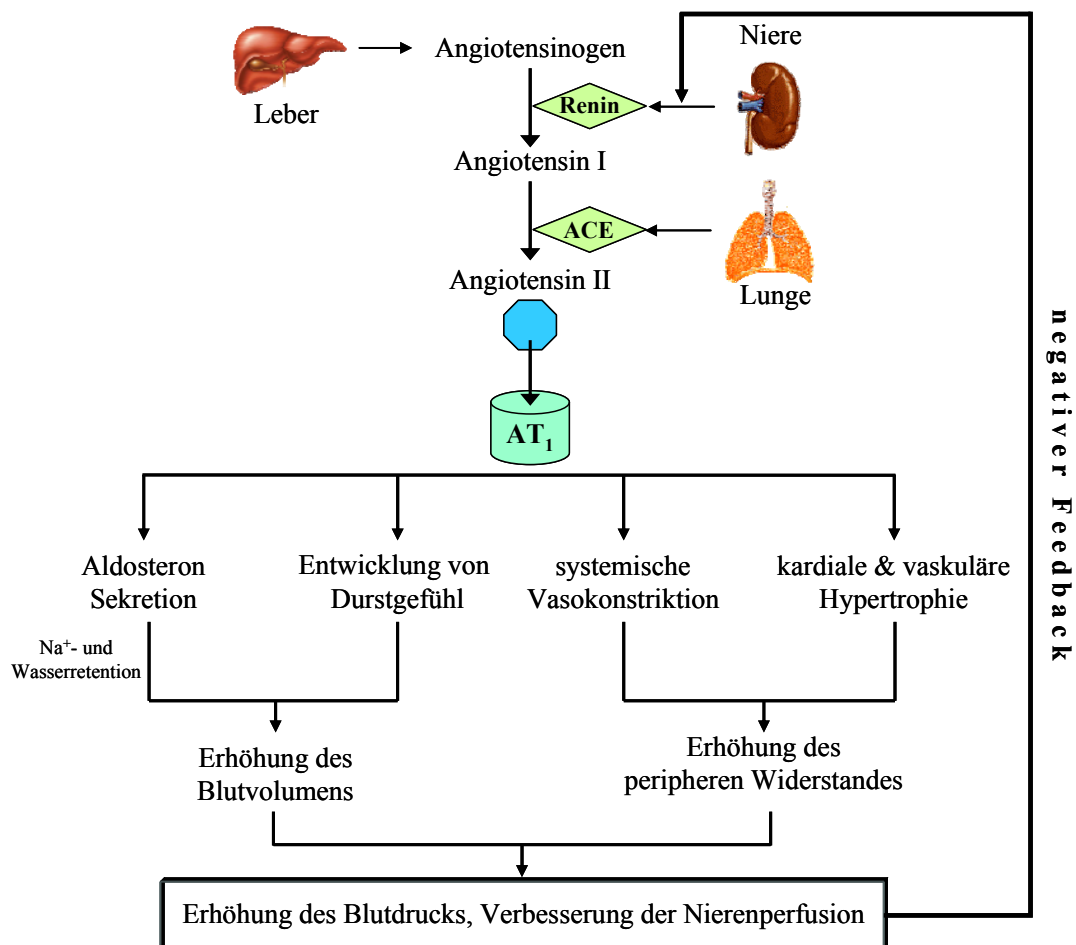 Angiotensinogen
Niere
Leber
Renin
Angiotensin I
ACE
Angiotensin II
Lunge
AT₁
negativer Feedback
Aldosteron
Sekretion
Entwicklung von
Durstgefühl
systemische
Vasokonstriktion
kardiale & vaskuläre
Hypertrophie
Na⁺- und
Wasserretention
Erhöhung des
Blutvolumens
Erhöhung des
peripheren Widerstandes
Erhöhung des Blutdrucks, Verbesserung der Nierenperfusion